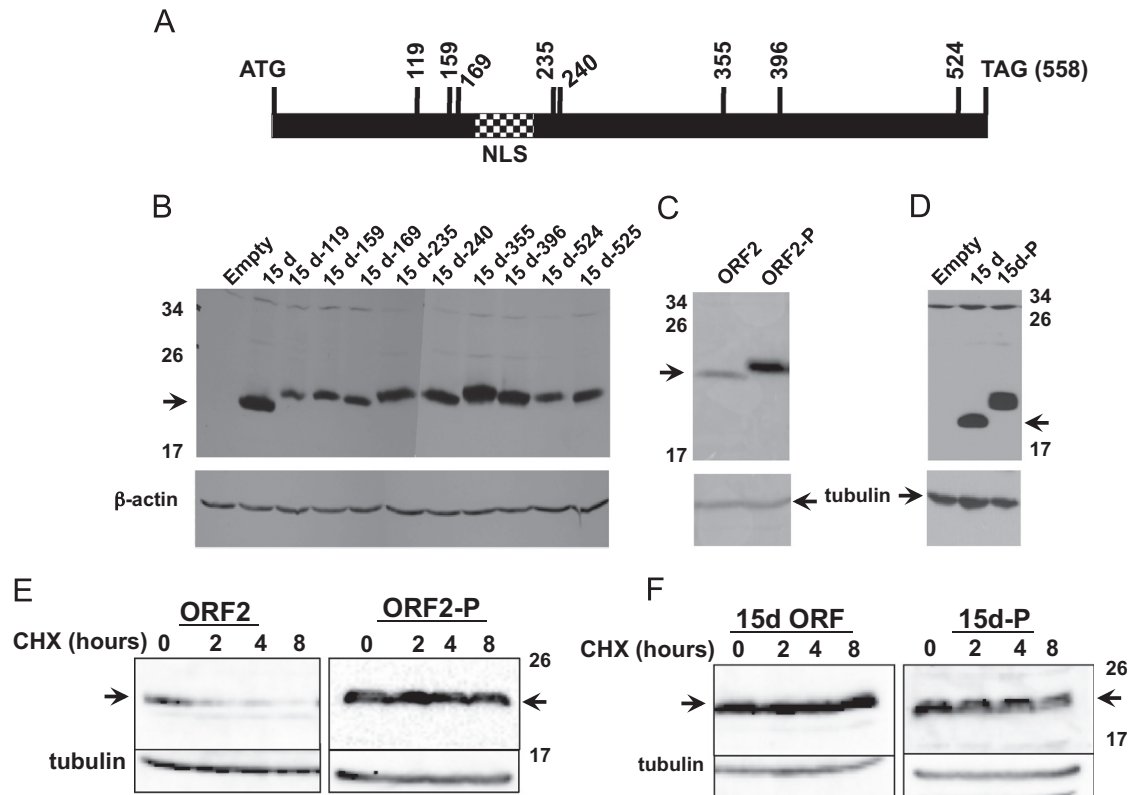 A
ATG
119
159
169
235
240
355
396
524
TAG (558)
NLS
B
Empty
15 d
15 d-119
15 d-159
15 d-169
15 d-235
15 d-240
15 d-355
15 d-396
15 d-524
15 d-525
34
26
17
β-actin
C
ORF2
ORF2-P
34
26
17
tubulin
D
Empty
15 d
15d-P
34
26
17
E
ORF2
ORF2-P
CHX (hours) 0 2 4 8
0 2 4 8
26
17
tubulin
F
15d ORF
15d-P
CHX (hours) 0 2 4 8
0 2 4 8
26
17
tubulin